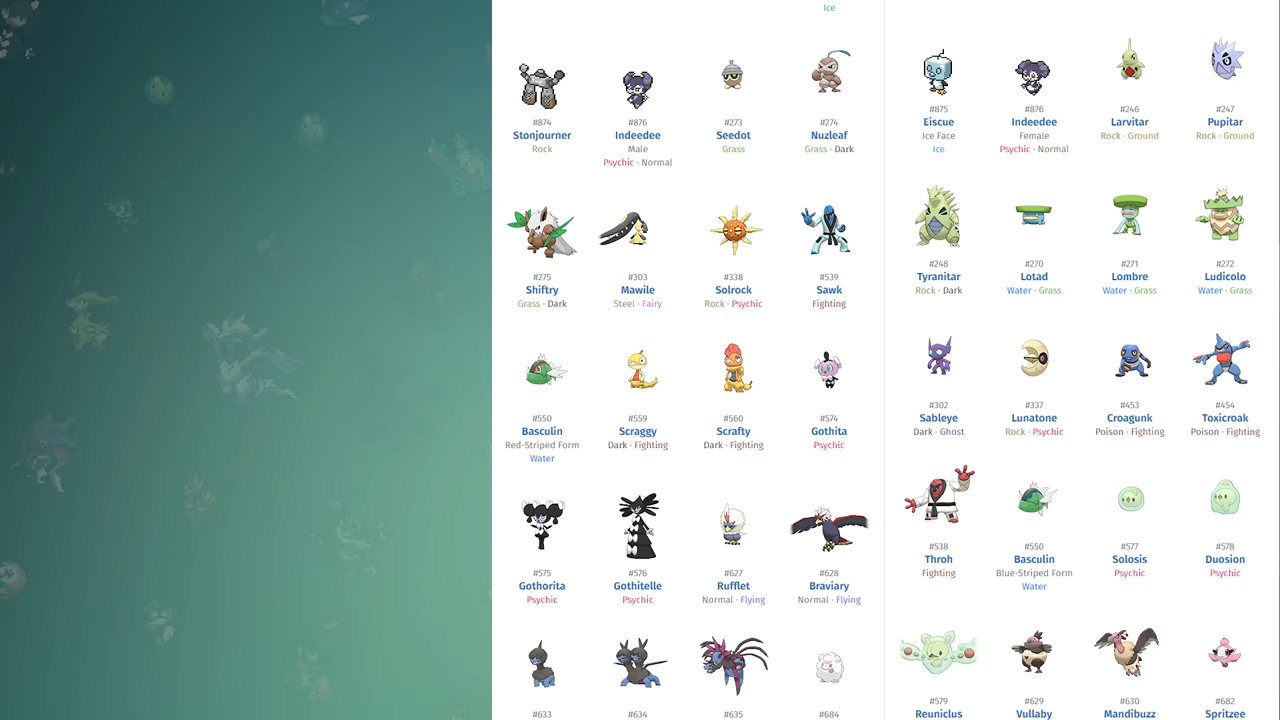 Ice
#874
Stonjourner
Rock
#876
Indeedee
Male
Psychic · Normal
#273
Seedot
Grass
#274
Nuzleaf
Grass · Dark
#275
Shiftry
Grass · Dark
#303
Mawile
Steel · Fairy
#338
Solrock
Rock · Psychic
#539
Sawk
Fighting
#550
Basculin
Red-Striped Form
Water
#559
Scraggy
Dark · Fighting
#560
Scrafty
Dark · Fighting
#574
Gothita
Psychic
#575
Gothorita
Psychic
#576
Gothitelle
Psychic
#627
Rufflet
Normal · Flying
#628
Braviary
Normal · Flying
#633
#634
#635
#684
#875
Eiscue
Ice Face
Ice
#876
Indeedee
Female
Psychic · Normal
#246
Larvitar
Rock · Ground
#247
Pupitar
Rock · Ground
#248
Tyranitar
Rock · Dark
#270
Lotad
Water · Grass
#271
Lombre
Water · Grass
#272
Ludicolo
Water · Grass
#302
Sableye
Dark · Ghost
#337
Lunatone
Rock · Psychic
#453
Croagunk
Poison · Fighting
#454
Toxicroak
Poison · Fighting
#538
Throh
Fighting
#550
Basculin
Blue-Striped Form
Water
#577
Solosis
Psychic
#578
Duosion
Psychic
#579
Reuniclus
#629
Vullaby
#630
Mandibuzz
#682
Spritzee